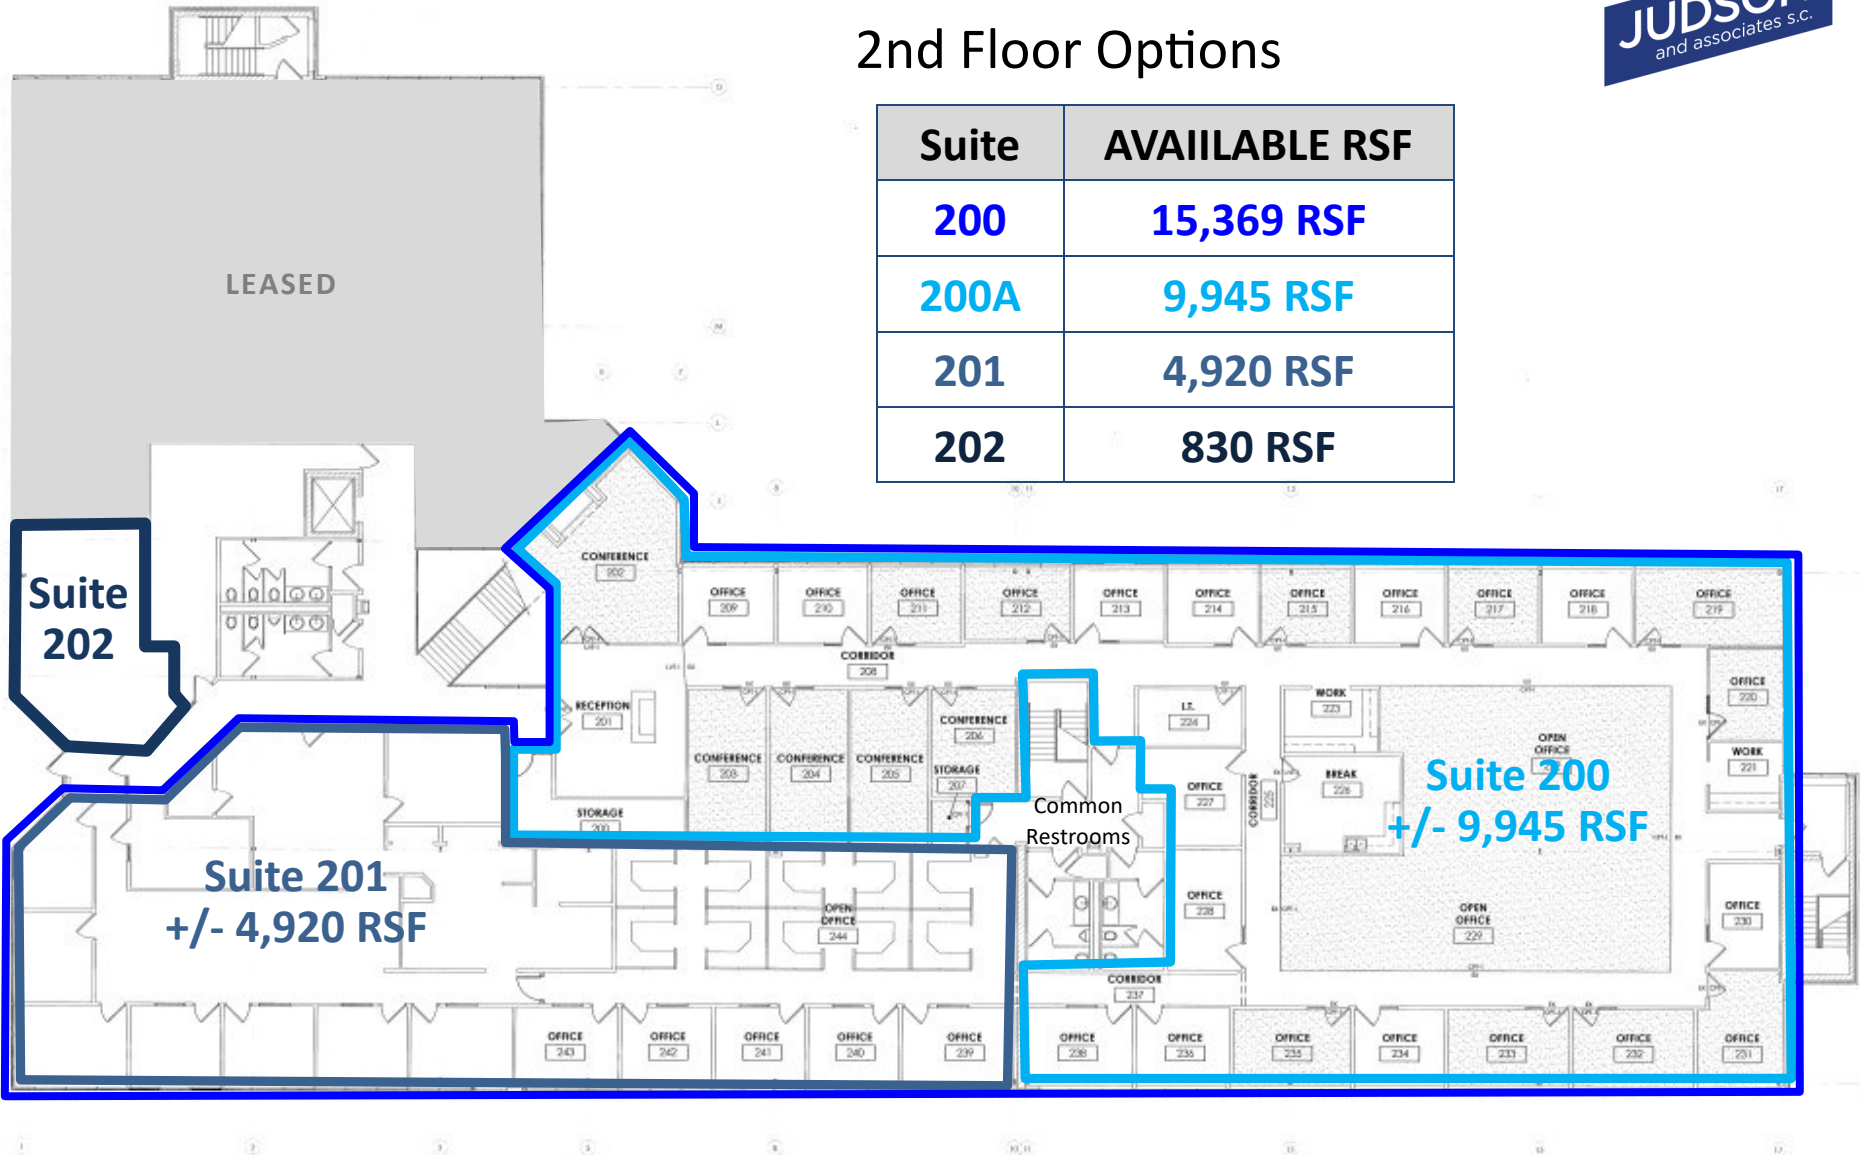 2nd Floor Options
and associates s.c.
Suite AVAIILABLE RSF
200 15,369 RSF
200A 9,945 RSF
201 4,920 RSF
202 830 RSF
LEASED
Suite
202
CONFERENCE
202
OFFICE
209
OFFICE
210
OFFICE
211
OFFICE
212
OFFICE
213
OFFICE
214
OFFICE
215
OFFICE
216
OFFICE
217
OFFICE
218
OFFICE
219
CORRIDOR
208
RECEPTION
201
CONFERENCE
203
CONFERENCE
204
CONFERENCE
205
CONFERENCE
206
STORAGE
207
STORAGE
200
I.T.
224
WORK
223
OPEN
OFFICE
OFFICE
220
WORK
221
BREAK
226
CORRIDOR
225
OFFICE
227
OFFICE
228
Common
Restrooms
Suite 200
+/- 9,945 RSF
OPEN
OFFICE
229
OFFICE
230
Suite 201
+/- 4,920 RSF
OPEN
OFFICE
244
CORRIDOR
237
OFFICE
243
OFFICE
242
OFFICE
241
OFFICE
240
OFFICE
239
OFFICE
238
OFFICE
236
OFFICE
235
OFFICE
234
OFFICE
233
OFFICE
232
OFFICE
231